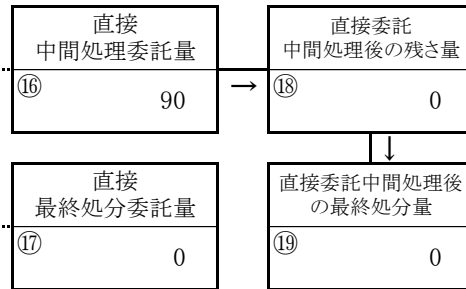 直接
中間処理委託量
⑯
90
→
直接委託
中間処理後の残さ量
⑱
0
↓
直接
最終処分委託量
⑰
0
直接委託中間処理後
の最終処分量
⑲
0